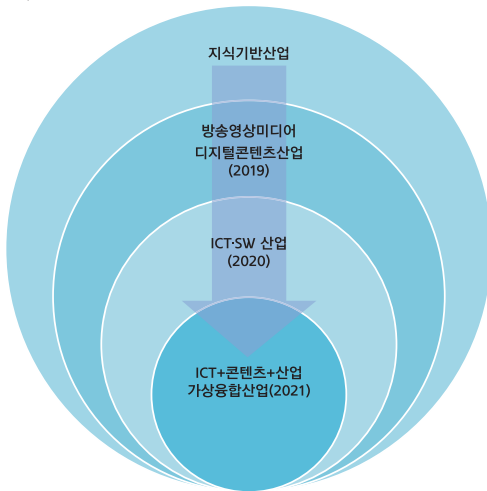 지식기반산업
방송영상미디어
디지털콘텐츠산업
(2019)
ICT·SW 산업
(2020)
ICT+콘텐츠+산업
가상융합산업(2021)